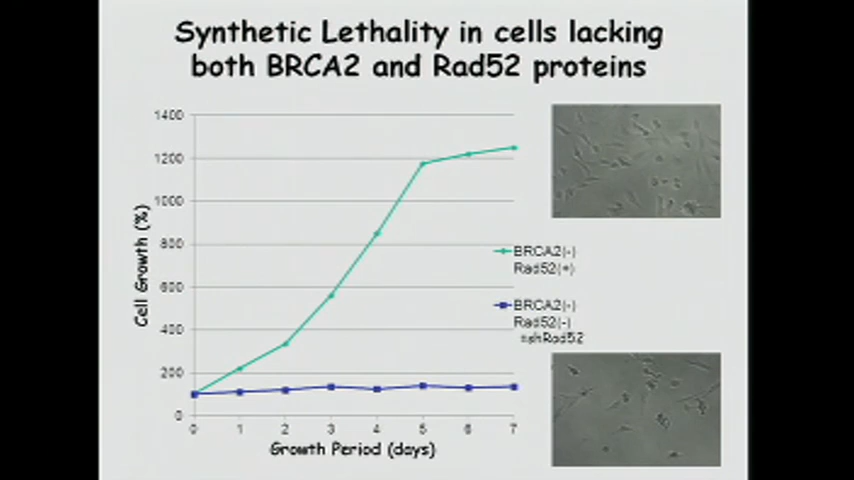 Synthetic Lethality in cells lacking
both BRCA2 and Rad52 proteins
1400
1200
1000
800
600
400
200
0
Cell Growth (%)
0 1 2 3 4 5 6 7
Growth Period (days)
BRCA2(-)
Rad52(+)
BRCA2(-)
Rad52(-)
=shRad52